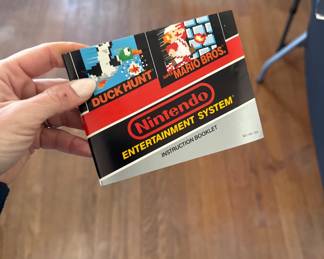 DUCK HUNT
SUPER
MARIO BROS.
Nintendo
ENTERTAINMENT SYSTEM
INSTRUCTION BOOKLET